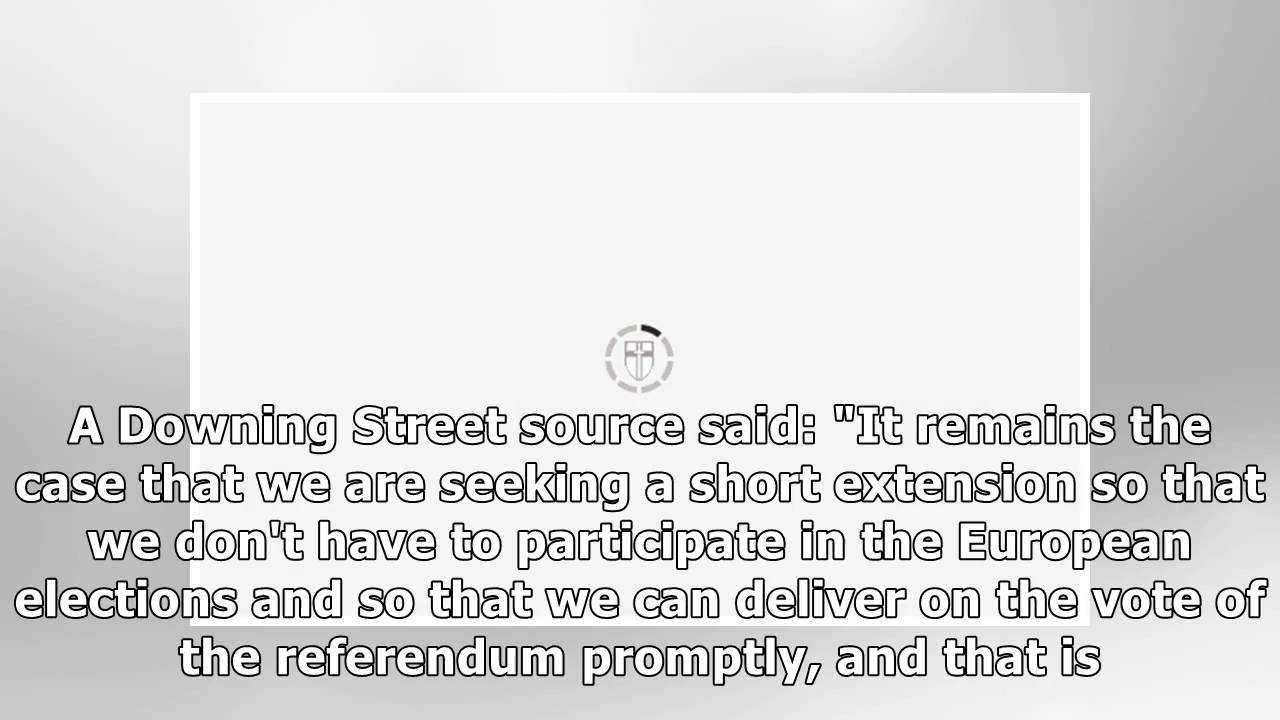 A Downing Street source said: "It remains the
case that we are seeking a short extension so that
we don't have to participate in the European
elections and so that we can deliver on the vote of
the referendum promptly, and that is